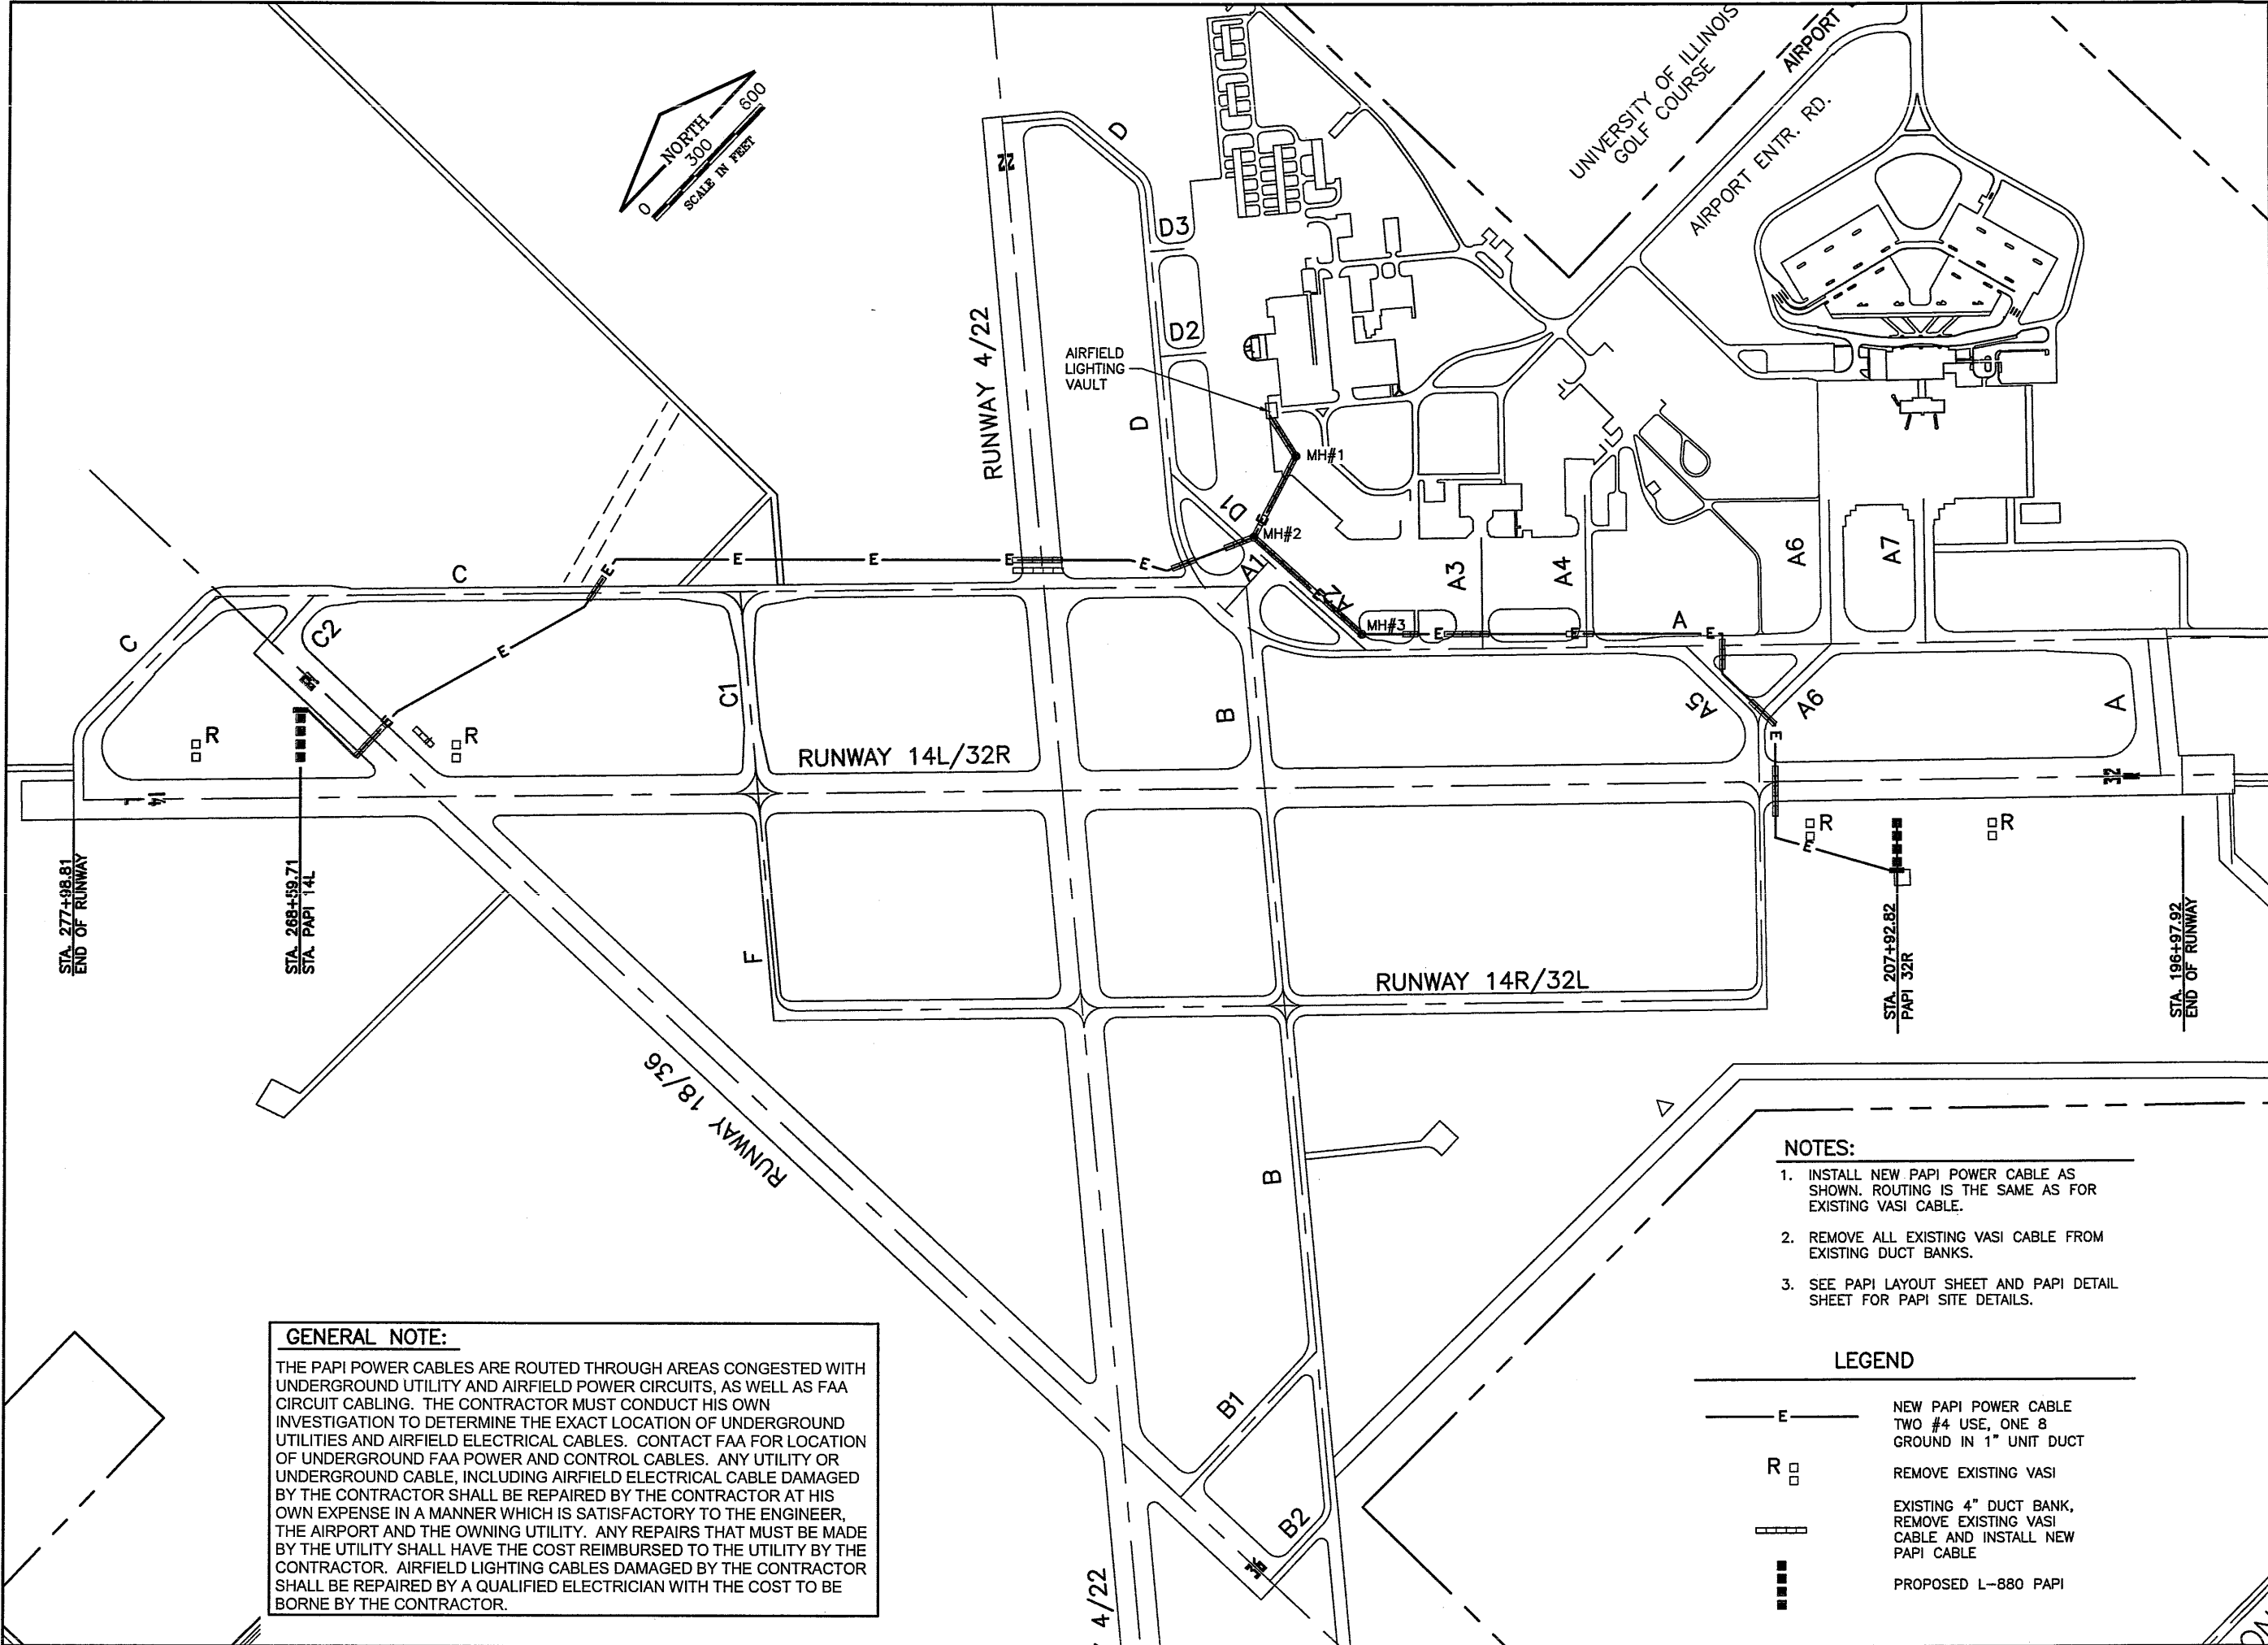 UNIVERSITY OF ILLINOIS
GOLF COURSE
AIRPORT
AIRPORT ENTR. RD.
NORTH
0 300 600
SCALE IN FEET
22
RUNWAY 4/22
D
D3
D2
D
D1
AIRFIELD
LIGHTING
VAULT
MH#1
MH#2
MH#3
A1
A2
A3
A4
A6
A7
A
A5
A6
A
C
C
C2
C1
B
E
E
E
E
E
E
E
E
E
E
E
E
E
E
R
R
R
R
RUNWAY 14L/32R
14
32
STA. 277+98.81
END OF RUNWAY
STA. 268+59.71
STA. PAPI 14L
STA. 207+92.82
PAPI 32R
STA. 196+97.92
END OF RUNWAY
F
RUNWAY 14R/32L
RUNWAY 18/36
B
B1
B2
36
4/22
GENERAL NOTE:
THE PAPI POWER CABLES ARE ROUTED THROUGH AREAS CONGESTED WITH
UNDERGROUND UTILITY AND AIRFIELD POWER CIRCUITS, AS WELL AS FAA
CIRCUIT CABLING. THE CONTRACTOR MUST CONDUCT HIS OWN
INVESTIGATION TO DETERMINE THE EXACT LOCATION OF UNDERGROUND
UTILITIES AND AIRFIELD ELECTRICAL CABLES. CONTACT FAA FOR LOCATION
OF UNDERGROUND FAA POWER AND CONTROL CABLES. ANY UTILITY OR
UNDERGROUND CABLE, INCLUDING AIRFIELD ELECTRICAL CABLE DAMAGED
BY THE CONTRACTOR SHALL BE REPAIRED BY THE CONTRACTOR AT HIS
OWN EXPENSE IN A MANNER WHICH IS SATISFACTORY TO THE ENGINEER,
THE AIRPORT AND THE OWNING UTILITY. ANY REPAIRS THAT MUST BE MADE
BY THE UTILITY SHALL HAVE THE COST REIMBURSED TO THE UTILITY BY THE
CONTRACTOR. AIRFIELD LIGHTING CABLES DAMAGED BY THE CONTRACTOR
SHALL BE REPAIRED BY A QUALIFIED ELECTRICIAN WITH THE COST TO BE
BORNE BY THE CONTRACTOR.
NOTES:
1. INSTALL NEW PAPI POWER CABLE AS
SHOWN. ROUTING IS THE SAME AS FOR
EXISTING VASI CABLE.
2. REMOVE ALL EXISTING VASI CABLE FROM
EXISTING DUCT BANKS.
3. SEE PAPI LAYOUT SHEET AND PAPI DETAIL
SHEET FOR PAPI SITE DETAILS.
LEGEND
E
NEW PAPI POWER CABLE
TWO #4 USE, ONE 8
GROUND IN 1" UNIT DUCT
R
REMOVE EXISTING VASI
EXISTING 4" DUCT BANK,
REMOVE EXISTING VASI
CABLE AND INSTALL NEW
PAPI CABLE
PROPOSED L-880 PAPI